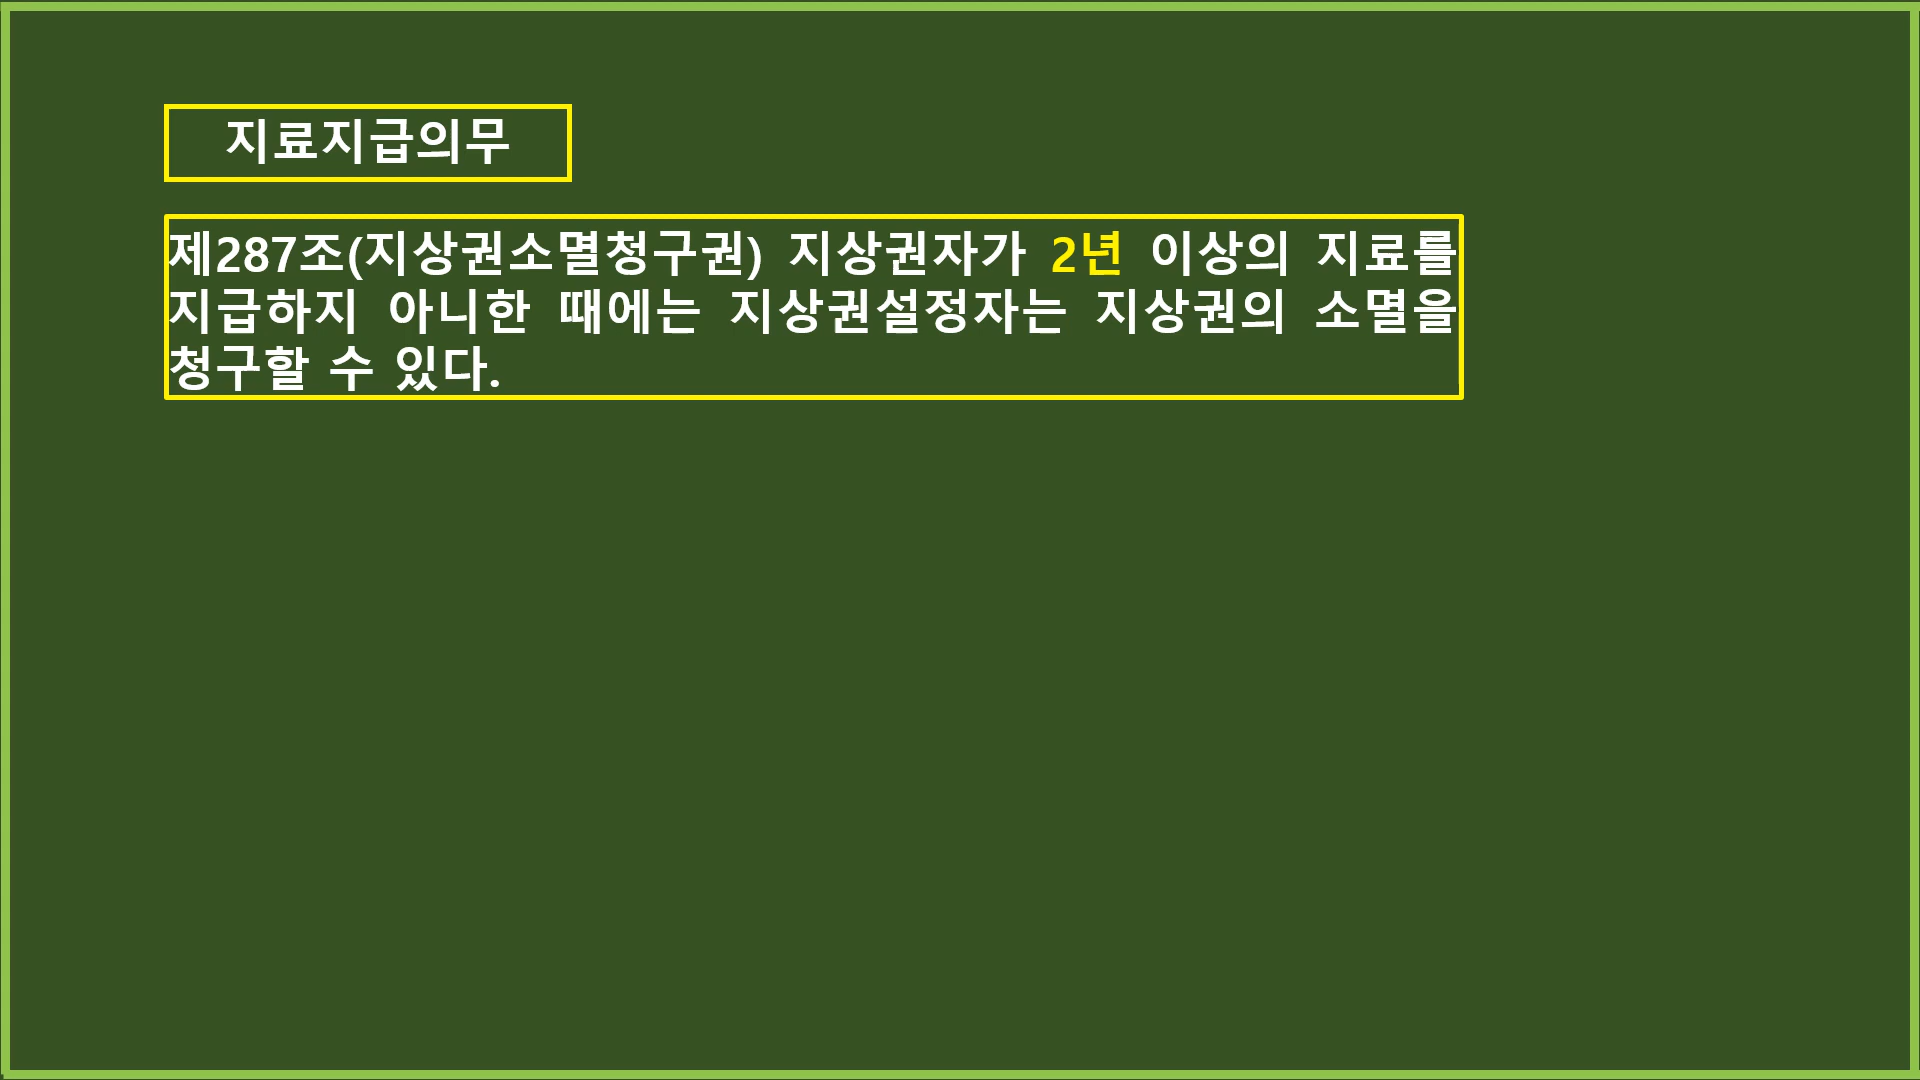 지료지급의무
제287조(지상권소멸청구권) 지상권자가 2년 이상의 지료를
지급하지 아니한 때에는 지상권설정자는 지상권의 소멸을
청구할 수 있다.